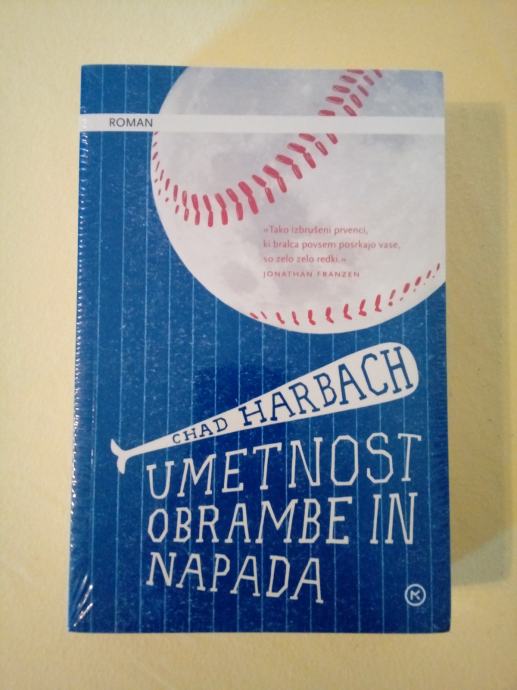 ROMAN
»Tako izbrušeni prvenci,
ki bralca povsem posrkajo vase,
so zelo zelo redki.«
JONATHAN FRANZEN
CHAD HARBACH
UMETNOST
OBRAMBE IN
NAPADA